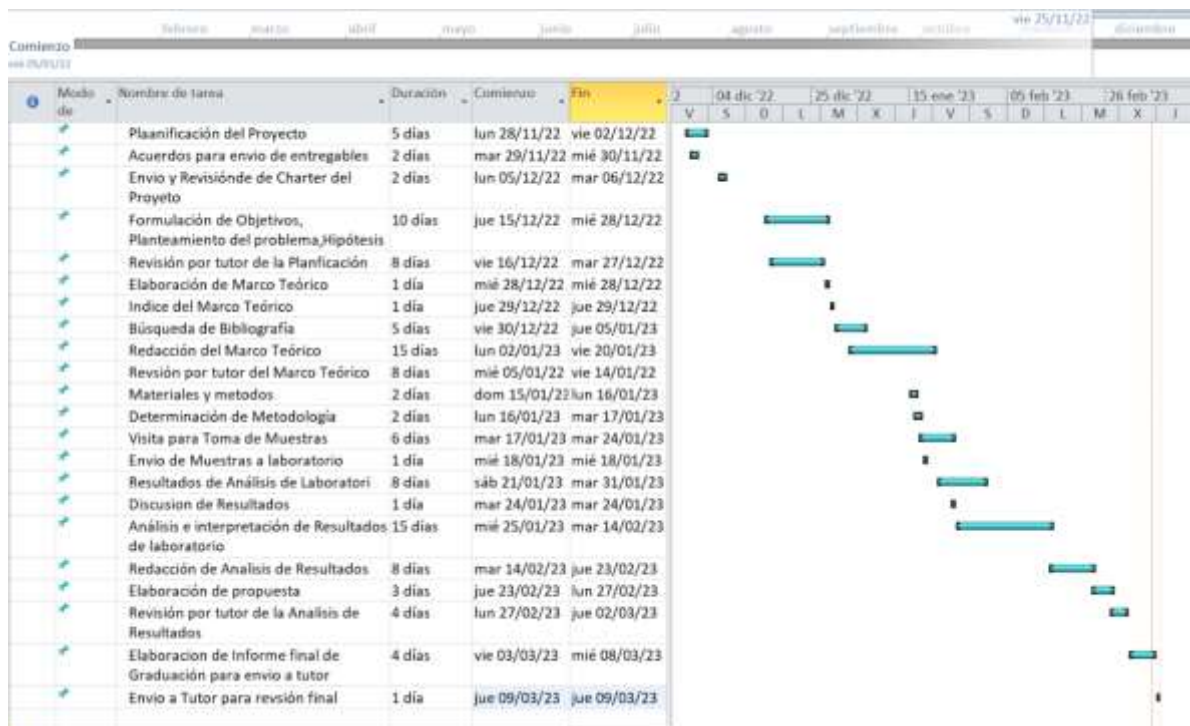 febrero marzo abril mayo junio julio agosto septiembre octubre diciembre
vie 25/11/22
Comienzo
mié 05/01/22
Modo de Nombre de tarea Duración Comienzo Fin 2 04 dic '22 25 dic '22 15 ene '23 05 feb '23 26 feb '23
V S D L M X J V S D L M X J
Plaanificación del Proyecto 5 días lun 28/11/22 vie 02/12/22
Acuerdos para envio de entregables 2 días mar 29/11/22 mié 30/11/22
Envio y Revisiónde de Charter del 2 días lun 05/12/22 mar 06/12/22
Proyeto
Formulación de Objetivos, 10 días jue 15/12/22 mié 28/12/22
Planteamiento del problema,Hipótesis
Revisión por tutor de la Planficación 8 días vie 16/12/22 mar 27/12/22
Elaboración de Marco Teórico 1 día mié 28/12/22 mié 28/12/22
Indice del Marco Teórico 1 día jue 29/12/22 jue 29/12/22
Búsqueda de Bibliografía 5 días vie 30/12/22 jue 05/01/23
Redacción del Marco Teórico 15 días lun 02/01/23 vie 20/01/23
Revsión por tutor del Marco Teórico 8 días mié 05/01/22 vie 14/01/22
Materiales y metodos 2 días dom 15/01/23 lun 16/01/23
Determinación de Metodología 2 días lun 16/01/23 mar 17/01/23
Visita para Toma de Muestras 6 días mar 17/01/23 mar 24/01/23
Envio de Muestras a laboratorio 1 día mié 18/01/23 mié 18/01/23
Resultados de Análisis de Laboratori 8 días sáb 21/01/23 mar 31/01/23
Discusion de Resultados 1 día mar 24/01/23 mar 24/01/23
Análisis e interpretación de Resultados 15 días mié 25/01/23 mar 14/02/23
de laboratorio
Redacción de Analisis de Resultados 8 días mar 14/02/23 jue 23/02/23
Elaboración de propuesta 3 días jue 23/02/23 lun 27/02/23
Revisión por tutor de la Analisis de 4 días lun 27/02/23 jue 02/03/23
Resultados
Elaboracion de Informe final de 4 días vie 03/03/23 mié 08/03/23
Graduación para envio a tutor
Envio a Tutor para revsión final 1 día jue 09/03/23 jue 09/03/23